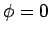 ϕ = 0